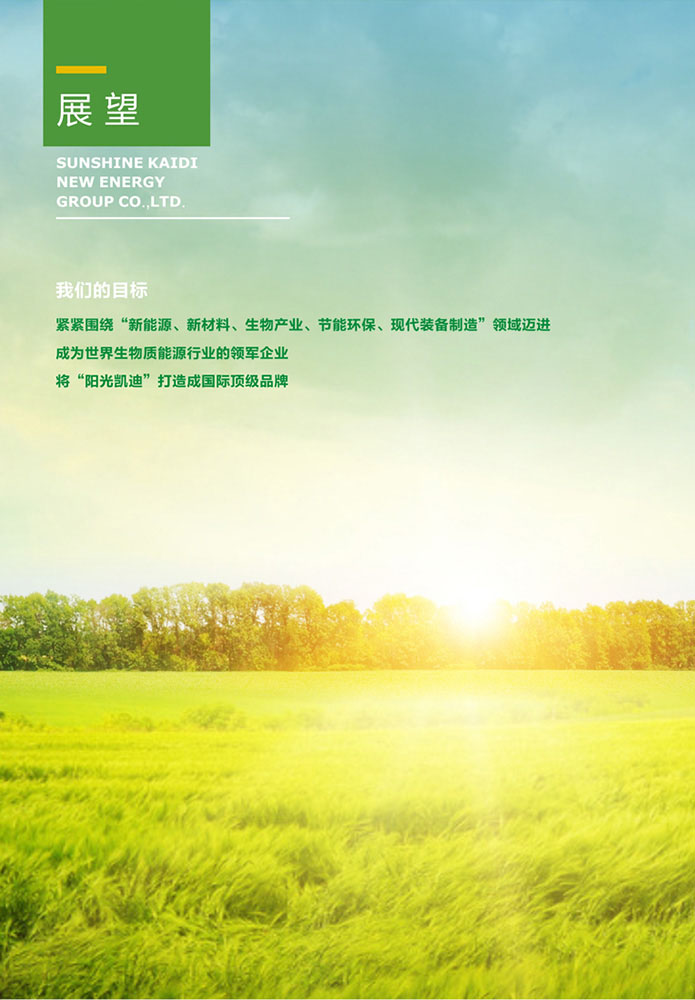 展望
SUNSHINE KAIDI
NEW ENERGY
GROUP CO.,LTD.
我们的目标
紧紧围绕“新能源、新材料、生物产业、节能环保、现代装备制造”领域迈进
成为世界生物质能源行业的领军企业
将“阳光凯迪”打造成国际顶级品牌